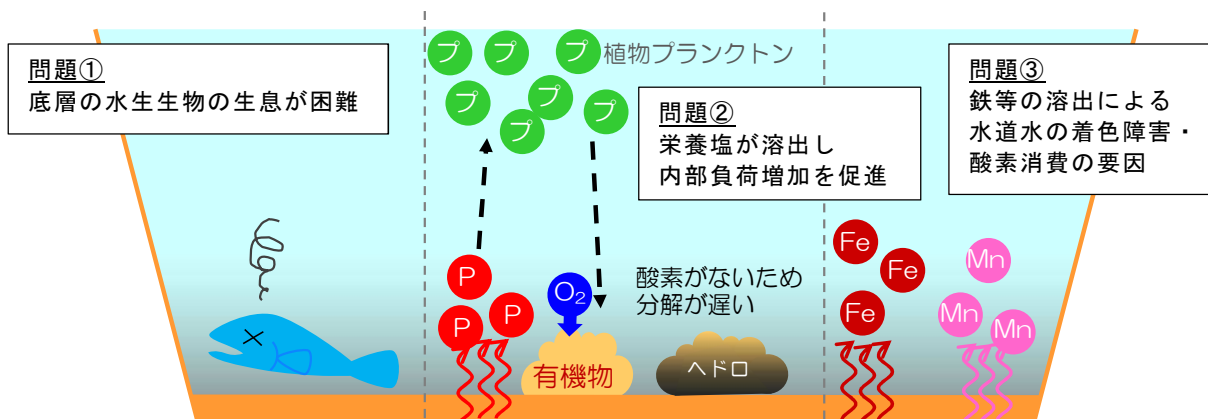 問題①
底層の水生生物の生息が困難
プ
プ
プ
植物プランクトン
プ
プ
プ
プ
問題②
栄養塩が溶出し
内部負荷増加を促進
問題③
鉄等の溶出による
水道水の着色障害・
酸素消費の要因
P
P
P
O₂
酸素がないため
分解が遅い
有機物
ヘドロ
Fe
Fe
Fe
Mn
Mn
Mn